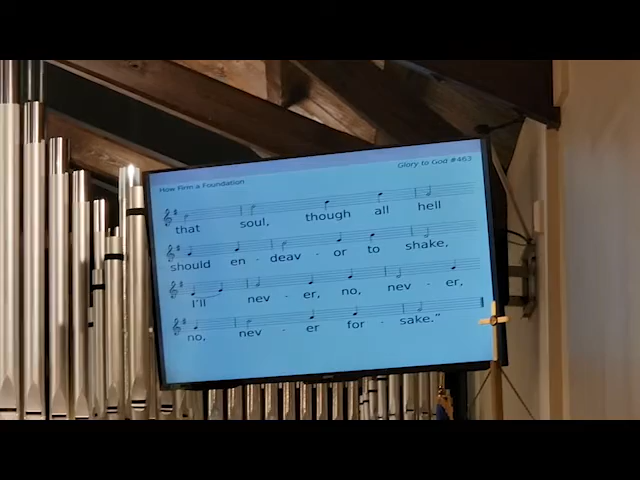 How Firm a Foundation
Glory to God #463
that soul, though all hell
should en - deav - or to shake,
I'll nev - er, no, nev - er,
no, nev - er for - sake."